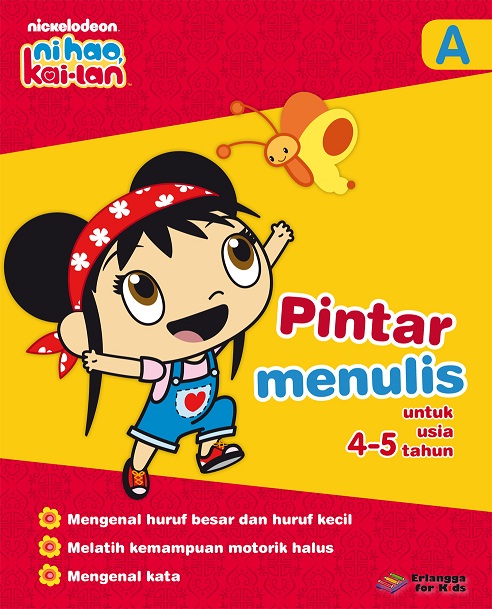 nickelodeon
ni hao,
kai-lan™
A
Pintar
menulis
untuk
usia
4-5 tahun
Mengenal huruf besar dan huruf kecil
Melatih kemampuan motorik halus
Mengenal kata
Erlangga
for Kids